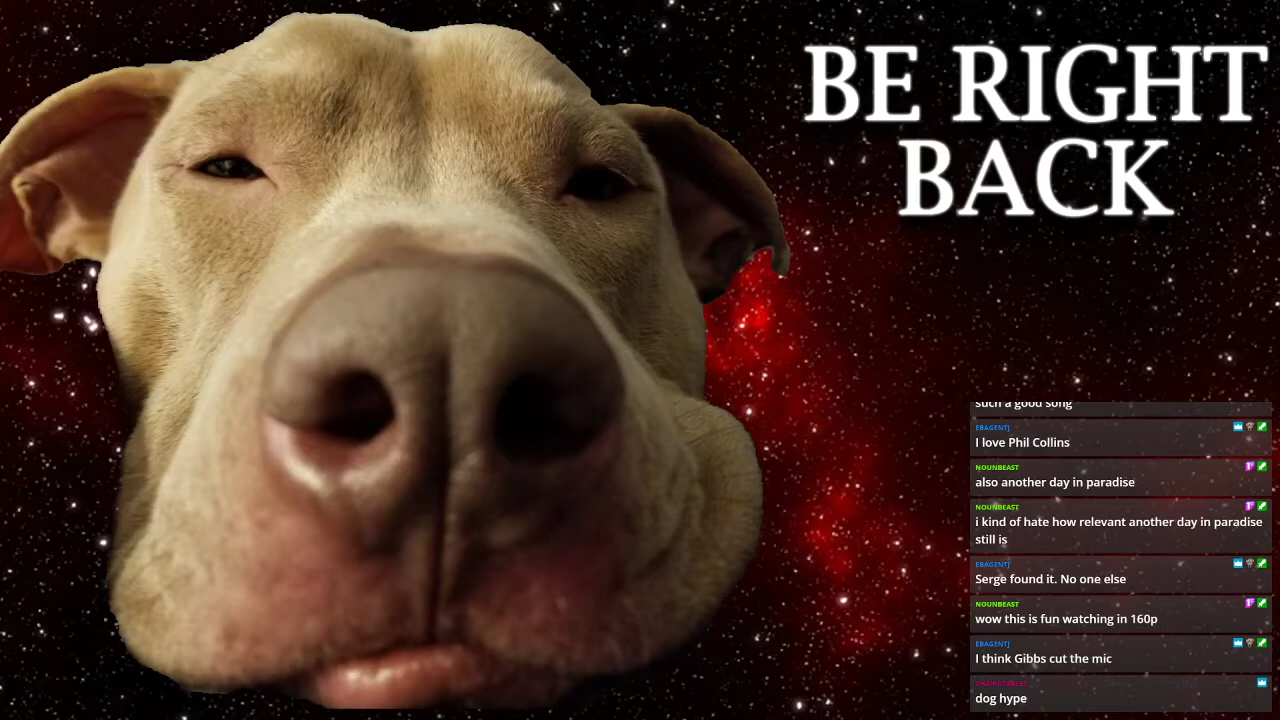 BE RIGHT
BACK
such a good song
EBAGENTJ
I love Phil Collins
NOUNBEAST
also another day in paradise
NOUNBEAST
i kind of hate how relevant another day in paradise
still is
EBAGENTJ
Serge found it. No one else
NOUNBEAST
wow this is fun watching in 160p
EBAGENTJ
I think Gibbs cut the mic
dog hype